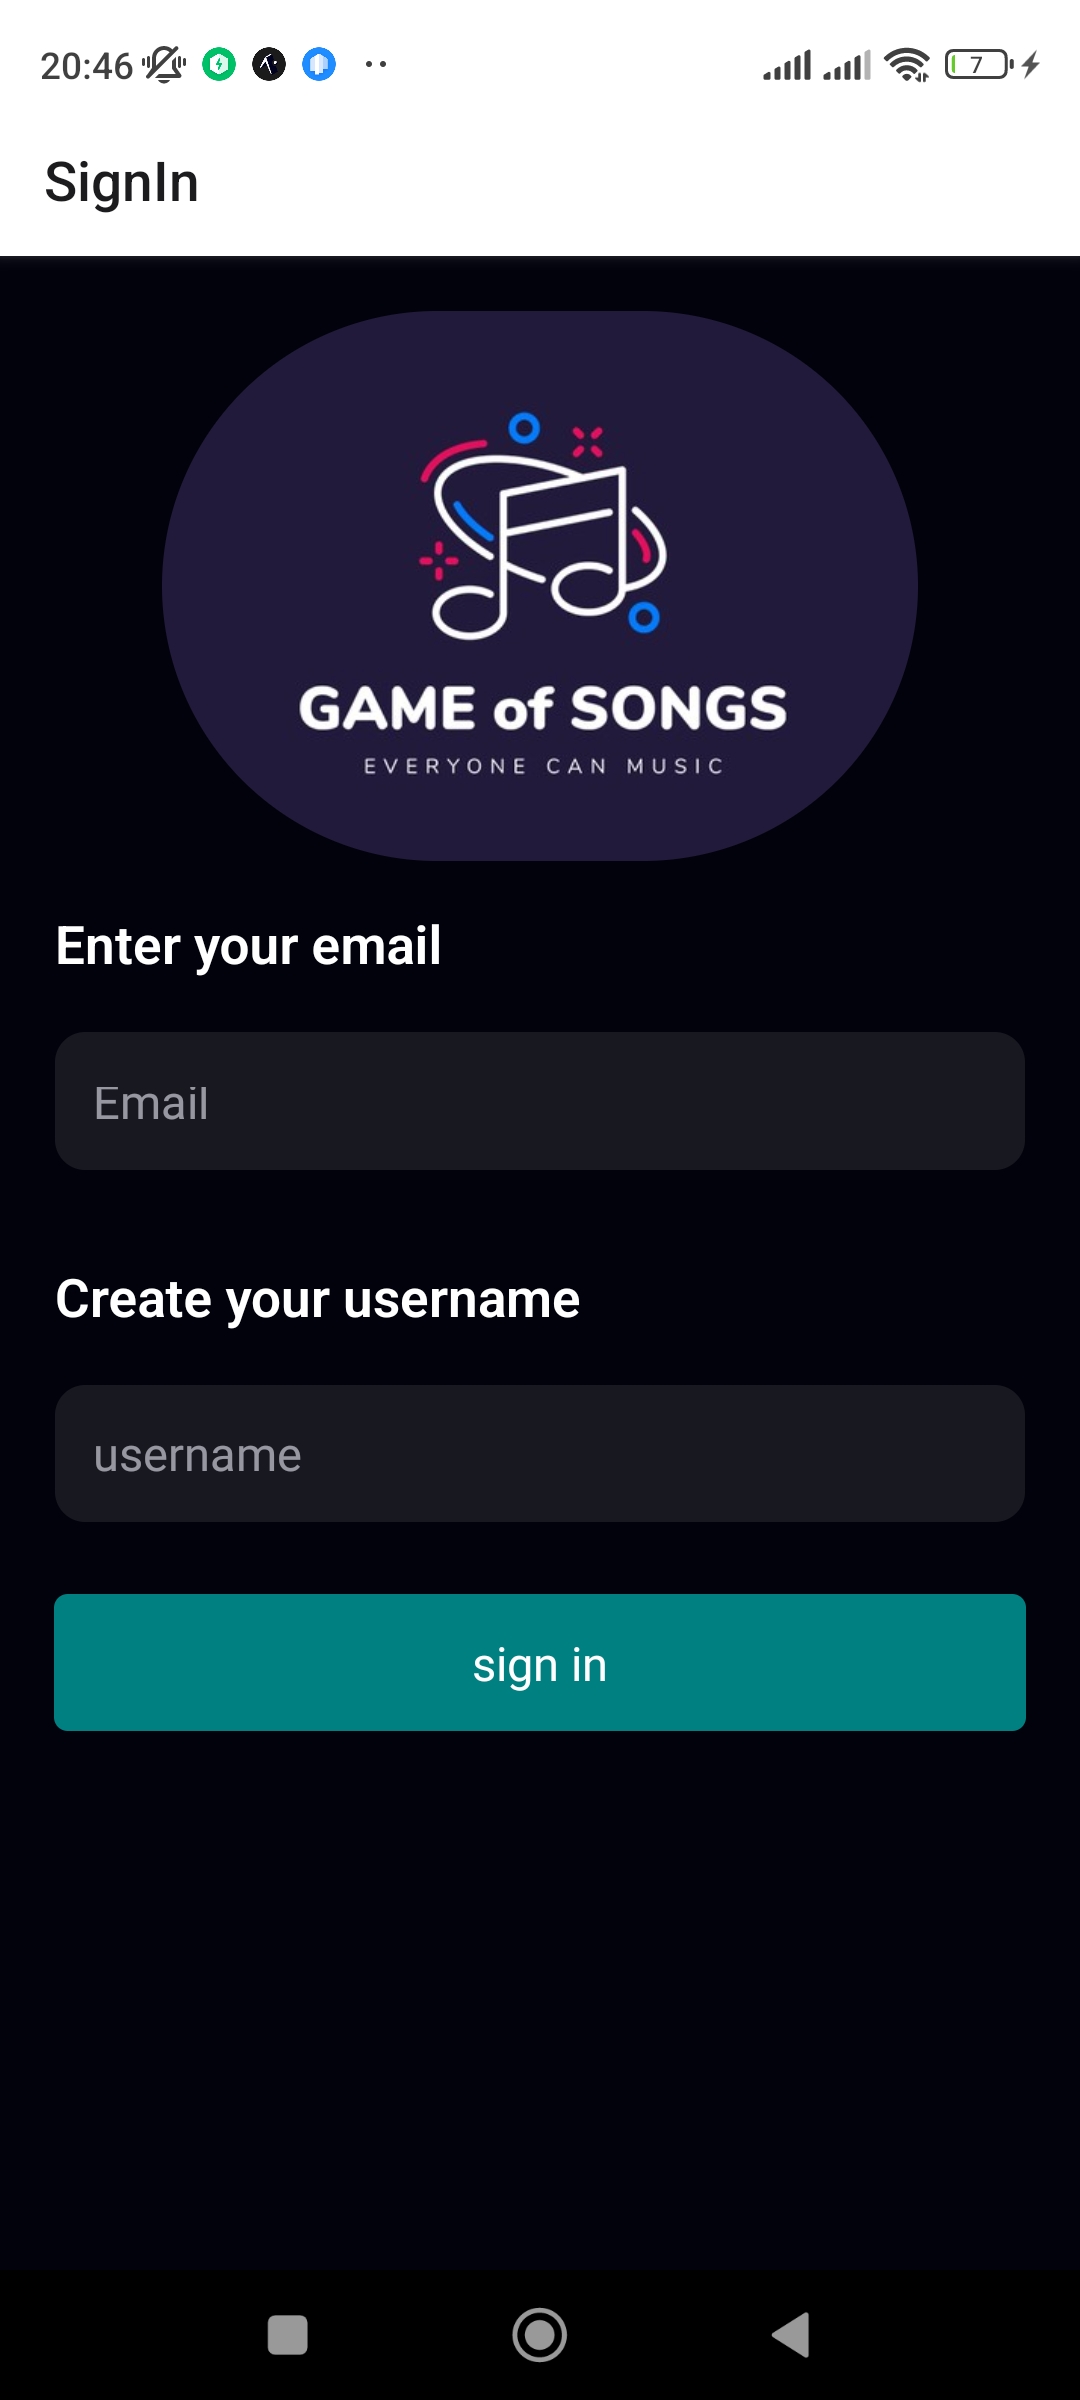 20:46
7
SignIn
GAME of SONGS
EVERYONE CAN MUSIC
Enter your email
Email
Create your username
username
sign in